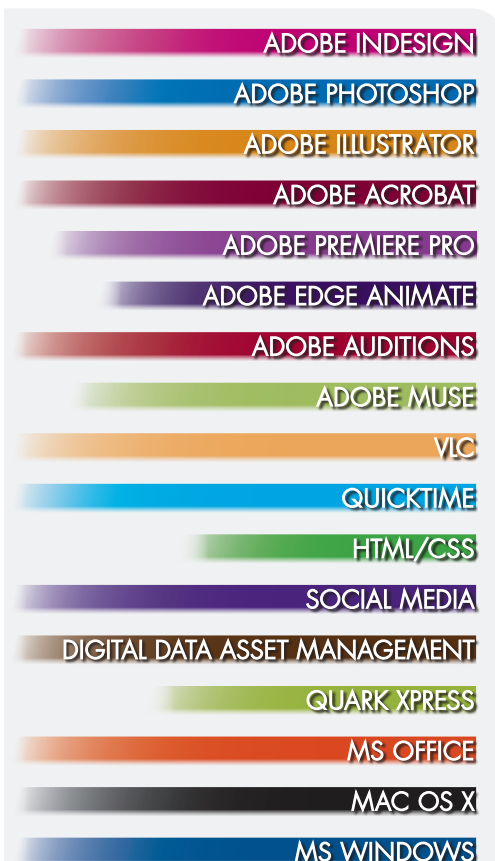 ADOBE INDESIGN
ADOBE PHOTOSHOP
ADOBE ILLUSTRATOR
ADOBE ACROBAT
ADOBE PREMIERE PRO
ADOBE EDGE ANIMATE
ADOBE AUDITIONS
ADOBE MUSE
VLC
QUICKTIME
HTML/CSS
SOCIAL MEDIA
DIGITAL DATA ASSET MANAGEMENT
QUARK XPRESS
MS OFFICE
MAC OS X
MS WINDOWS